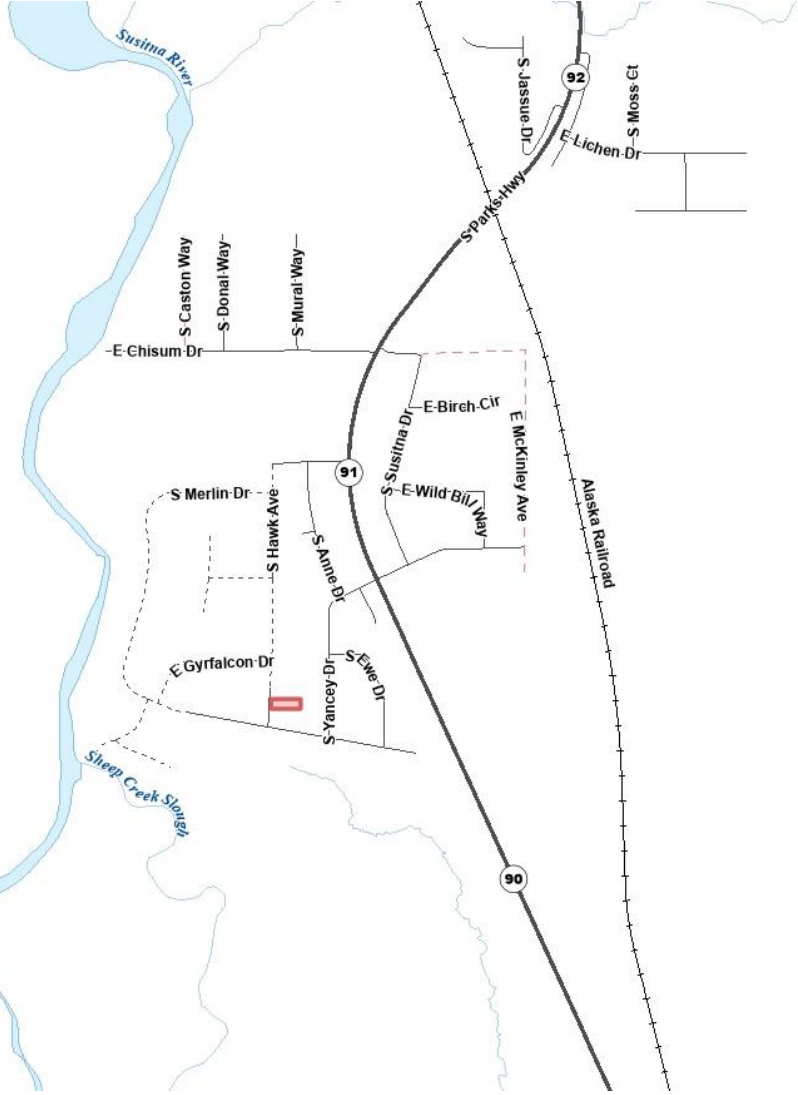 Susitna River
S Jassue Dr
92
S Moss Ct
E Lichen Dr
S Parks Hwy
S Caston Way
S Donal Way
S Mural Way
E Chisum Dr
E Birch Cir
S Susitna Dr
E McKinley Ave
91
S Merlin Dr
E Wild Bill Way
S Hawk Ave
Alaska Railroad
S Anne Dr
E Gyrfalcon Dr
S Ewe Dr
S Yancey Dr
Sheep Creek Slough
90